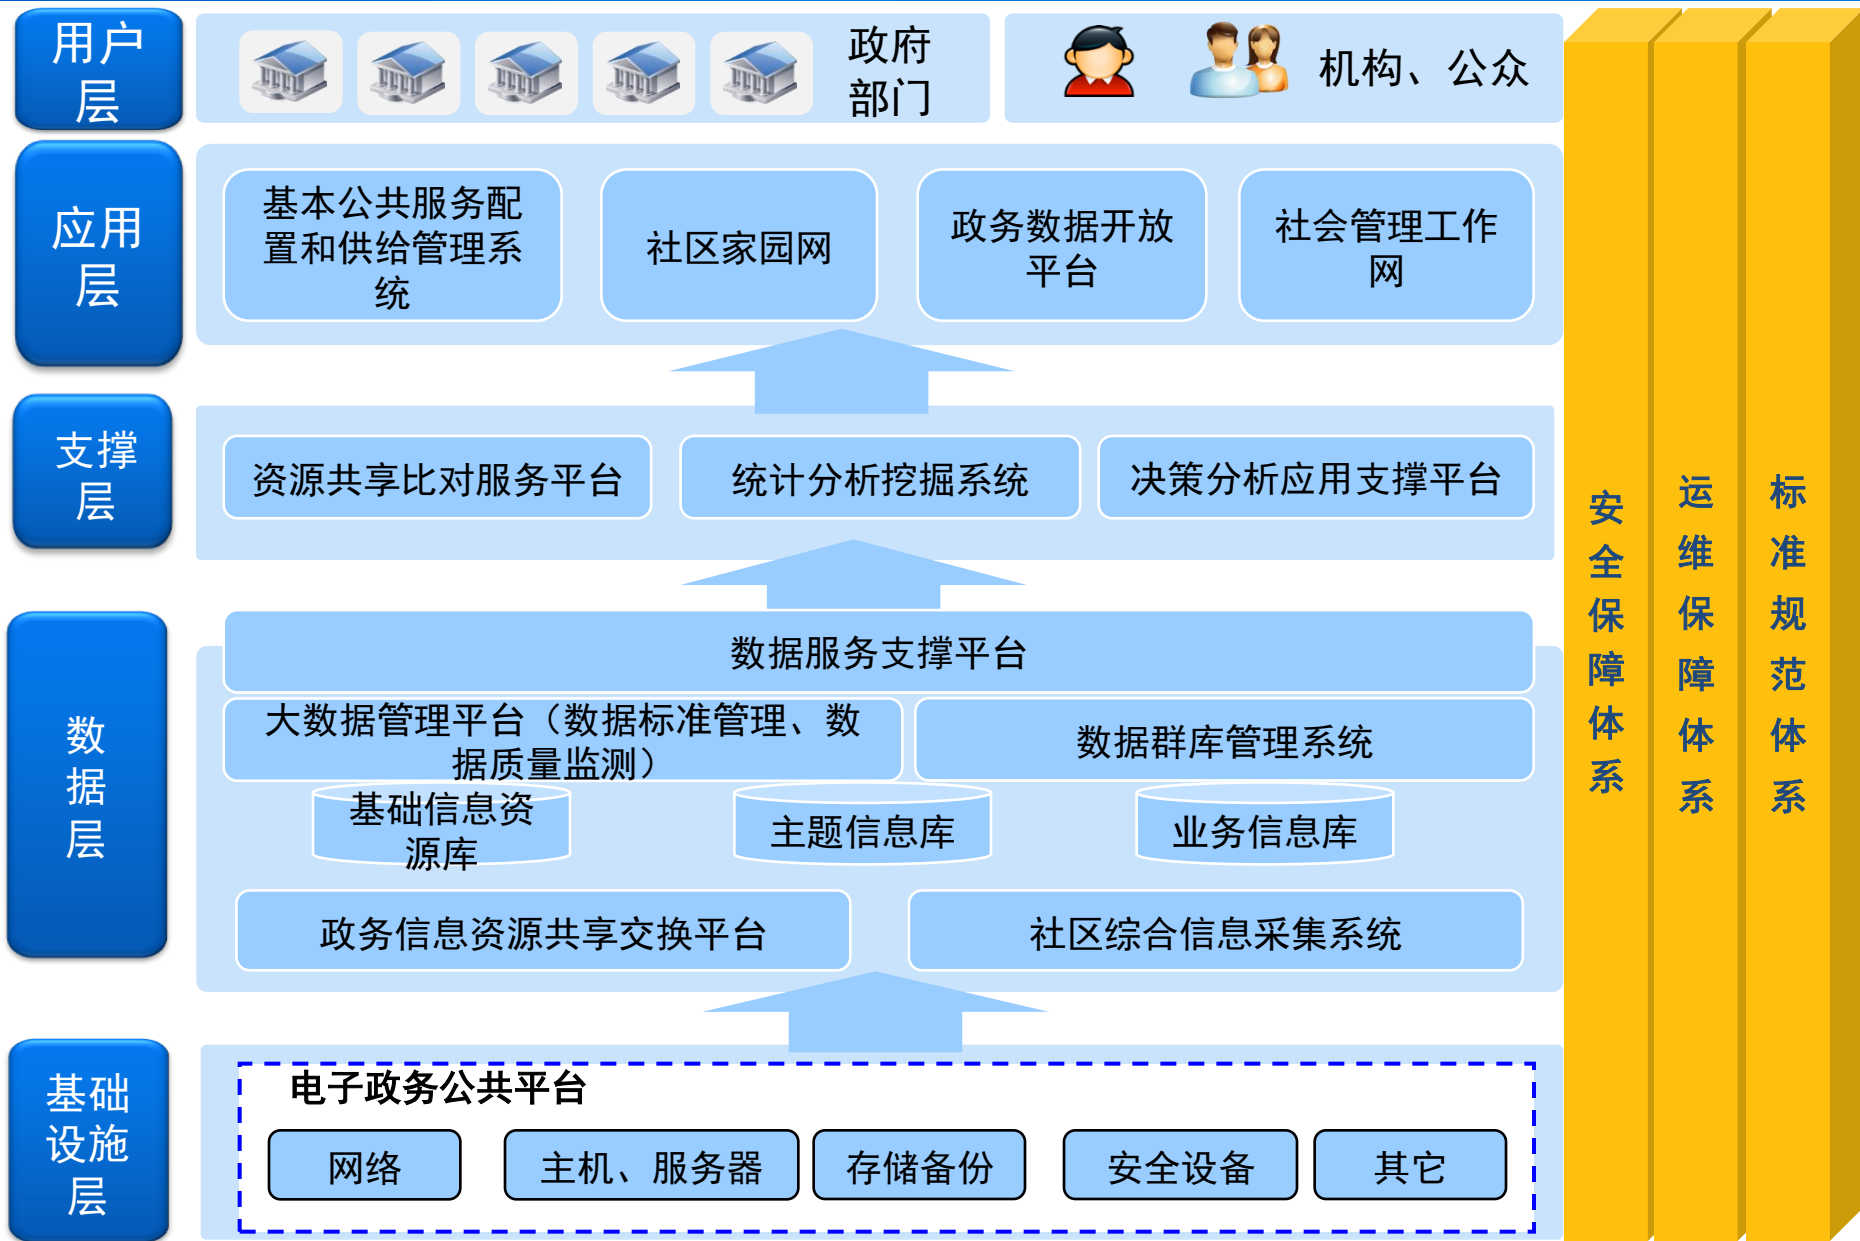 用户
层
政府
部门
机构、公众
应用
层
基本公共服务配
置和供给管理系
统
社区家园网
政务数据开放
平台
社会管理工作
网
支撑
层
资源共享比对服务平台
统计分析挖掘系统
决策分析应用支撑平台
数
据
层
数据服务支撑平台
大数据管理平台（数据标准管理、数
据质量监测）
数据群库管理系统
基础信息资
源库
主题信息库
业务信息库
政务信息资源共享交换平台
社区综合信息采集系统
基础
设施
层
电子政务公共平台
网络
主机、服务器
存储备份
安全设备
其它
安全保障体系
运维保障体系
标准规范体系